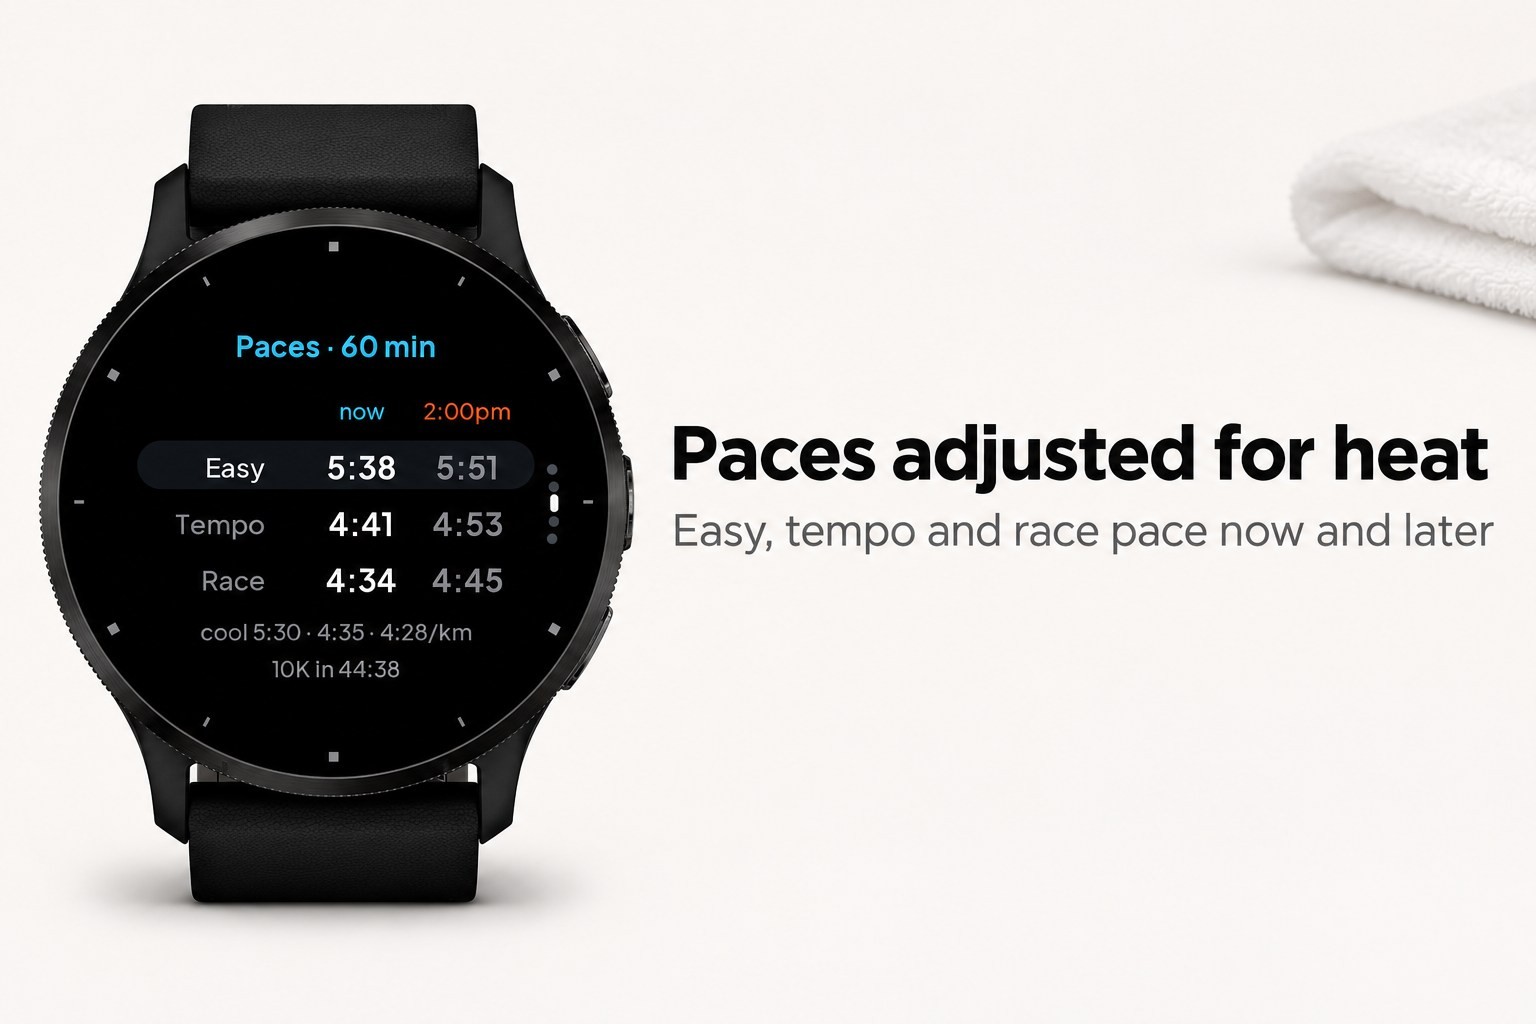 Paces · 60 min
now 2:00pm
Easy 5:38 5:51
Tempo 4:41 4:53
Race 4:34 4:45
cool 5:30 · 4:35 · 4:28/km
10K in 44:38
Paces adjusted for heat
Easy, tempo and race pace now and later